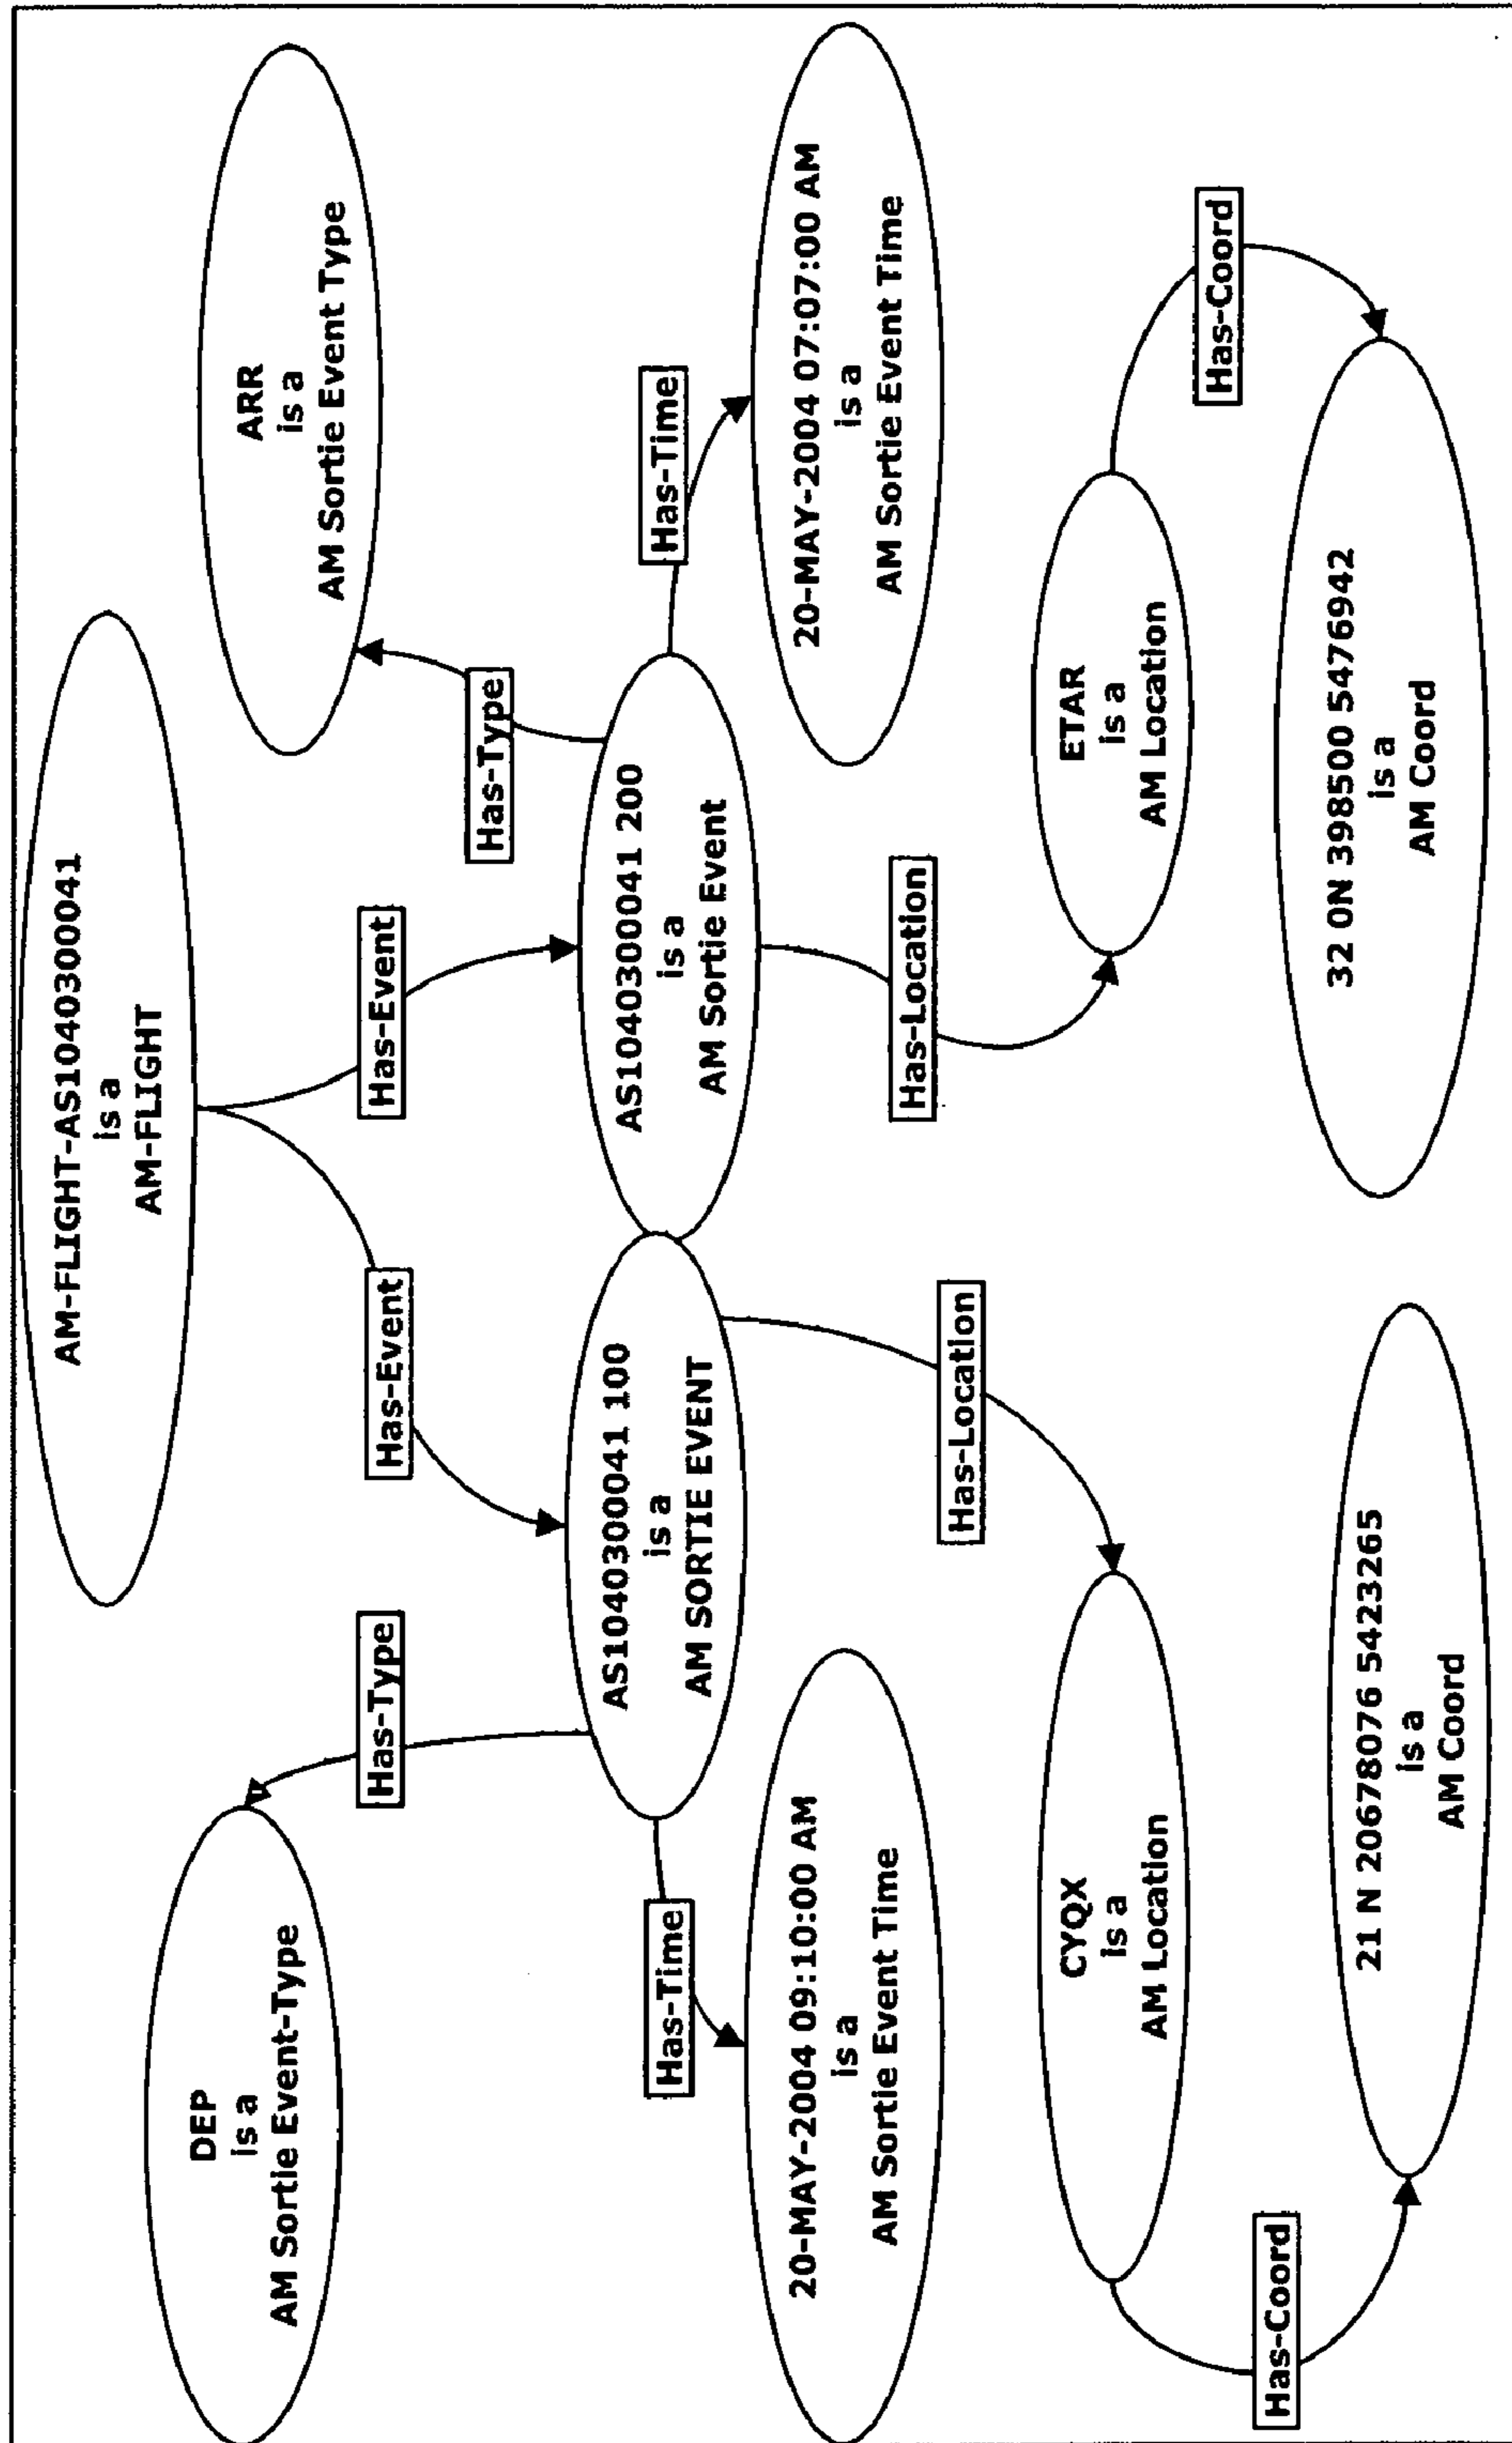 AM-FLIGHT-AS1040300041
is a
AM-FLIGHT
DEP
is a
AM Sortie Event-Type
ARR
is a
AM Sortie Event Type
Has-Type
Has-Event
Has-Event
Has-Type
AS1040300041 100
is a
AM SORTIE EVENT
AS1040300041 200
is a
AM Sortie Event
Has-Time
Has-Time
20-MAY-2004 09:10:00 AM
is a
AM Sortie Event Time
20-MAY-2004 07:07:00 AM
is a
AM Sortie Event Time
Has-Location
Has-Location
CYQX
is a
AM Location
ETAR
is a
AM Location
Has-Coord
Has-Coord
21 N 20678076 5423265
is a
AM Coord
32 0N 398500 5476942
is a
AM Coord